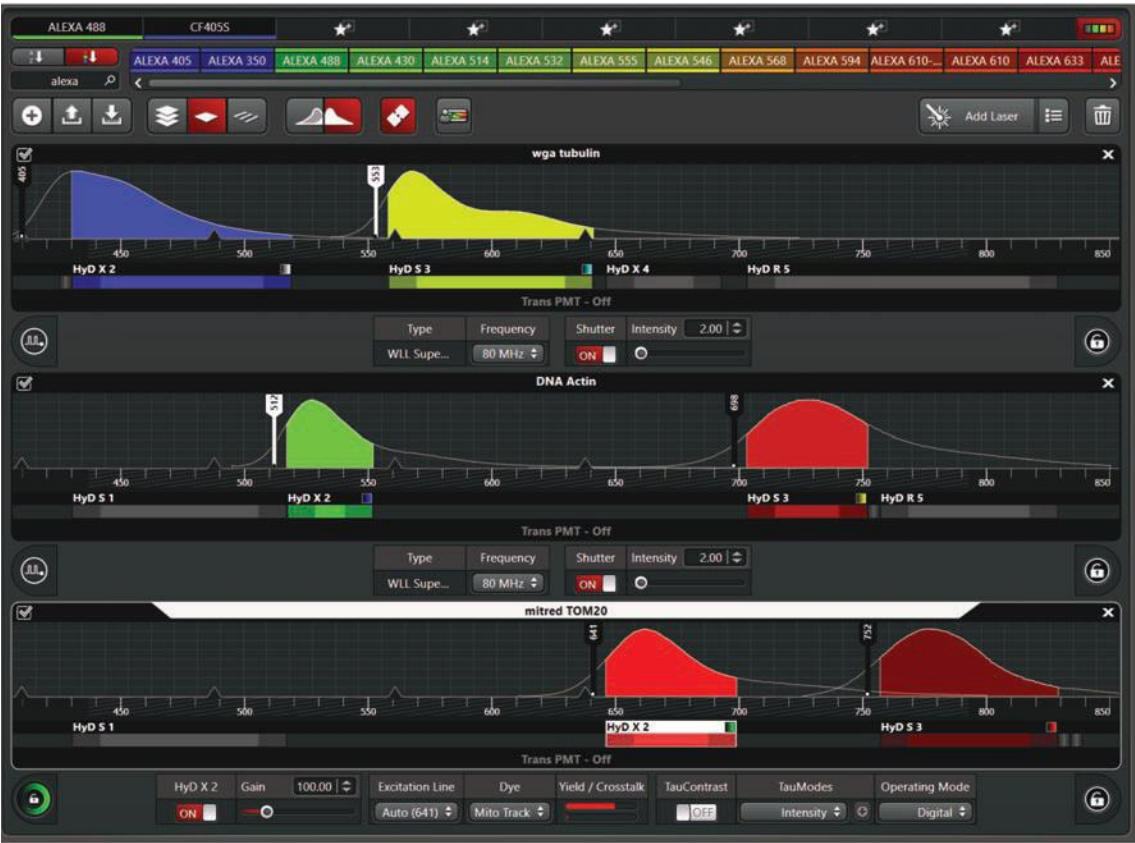 ALEXA 488 CF405S
ALEXA 405 ALEXA 350 ALEXA 488 ALEXA 430 ALEXA 514 ALEXA 532 ALEXA 555 ALEXA 546 ALEXA 568 ALEXA 594 ALEXA 610-... ALEXA 610 ALEXA 633 ALE
alexa
Add Laser
wga tubulin
405 553
450 500 550 600 650 700 750 800 850
HyD X 2 HyD S 3 HyD X 4 HyD R 5
Trans PMT - Off
Type Frequency Shutter Intensity 2.00
WLL Supe... 80 MHz ON
DNA Actin
512 698
450 500 550 600 650 700 750 800 850
HyD S 1 HyD X 2 HyD S 3 HyD R 5
Trans PMT - Off
Type Frequency Shutter Intensity 2.00
WLL Supe... 80 MHz ON
mitred TOM20
641 752
450 500 550 600 650 700 750 800 850
HyD S 1 HyD X 2 HyD S 3
Trans PMT - Off
HyD X 2 Gain 100.00 Excitation Line Dye Yield / Crosstalk TauContrast TauModes Operating Mode
ON Auto (641) Mito Track OFF Intensity Digital